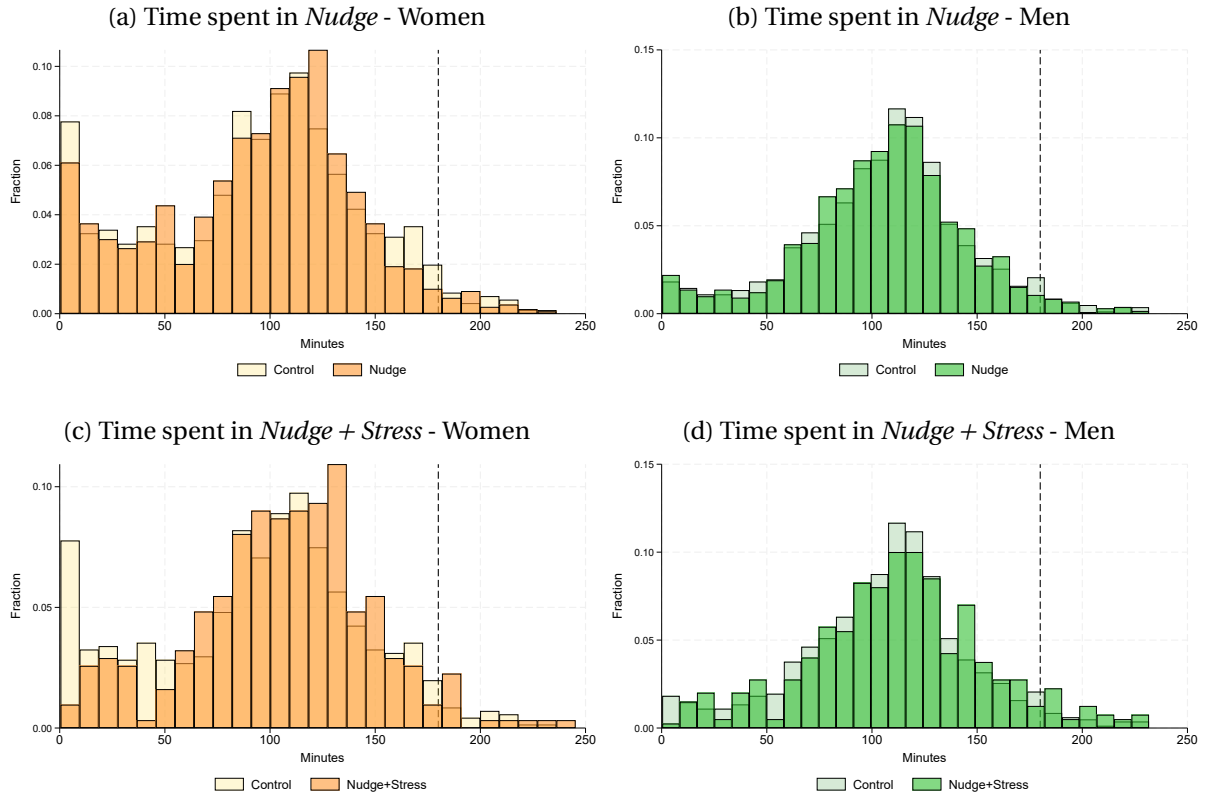 (a) Time spent in Nudge - Women
(b) Time spent in Nudge - Men
0.10
0.08
0.06
0.04
0.02
0.00
Fraction
0 50 100 150 200 250
Minutes
Control Nudge
0.15
0.10
0.05
0.00
Fraction
0 50 100 150 200 250
Minutes
Control Nudge
(c) Time spent in Nudge + Stress - Women
(d) Time spent in Nudge + Stress - Men
0.10
0.05
0.00
Fraction
0 50 100 150 200 250
Minutes
Control Nudge+Stress
0.15
0.10
0.05
0.00
Fraction
0 50 100 150 200 250
Minutes
Control Nudge+Stress